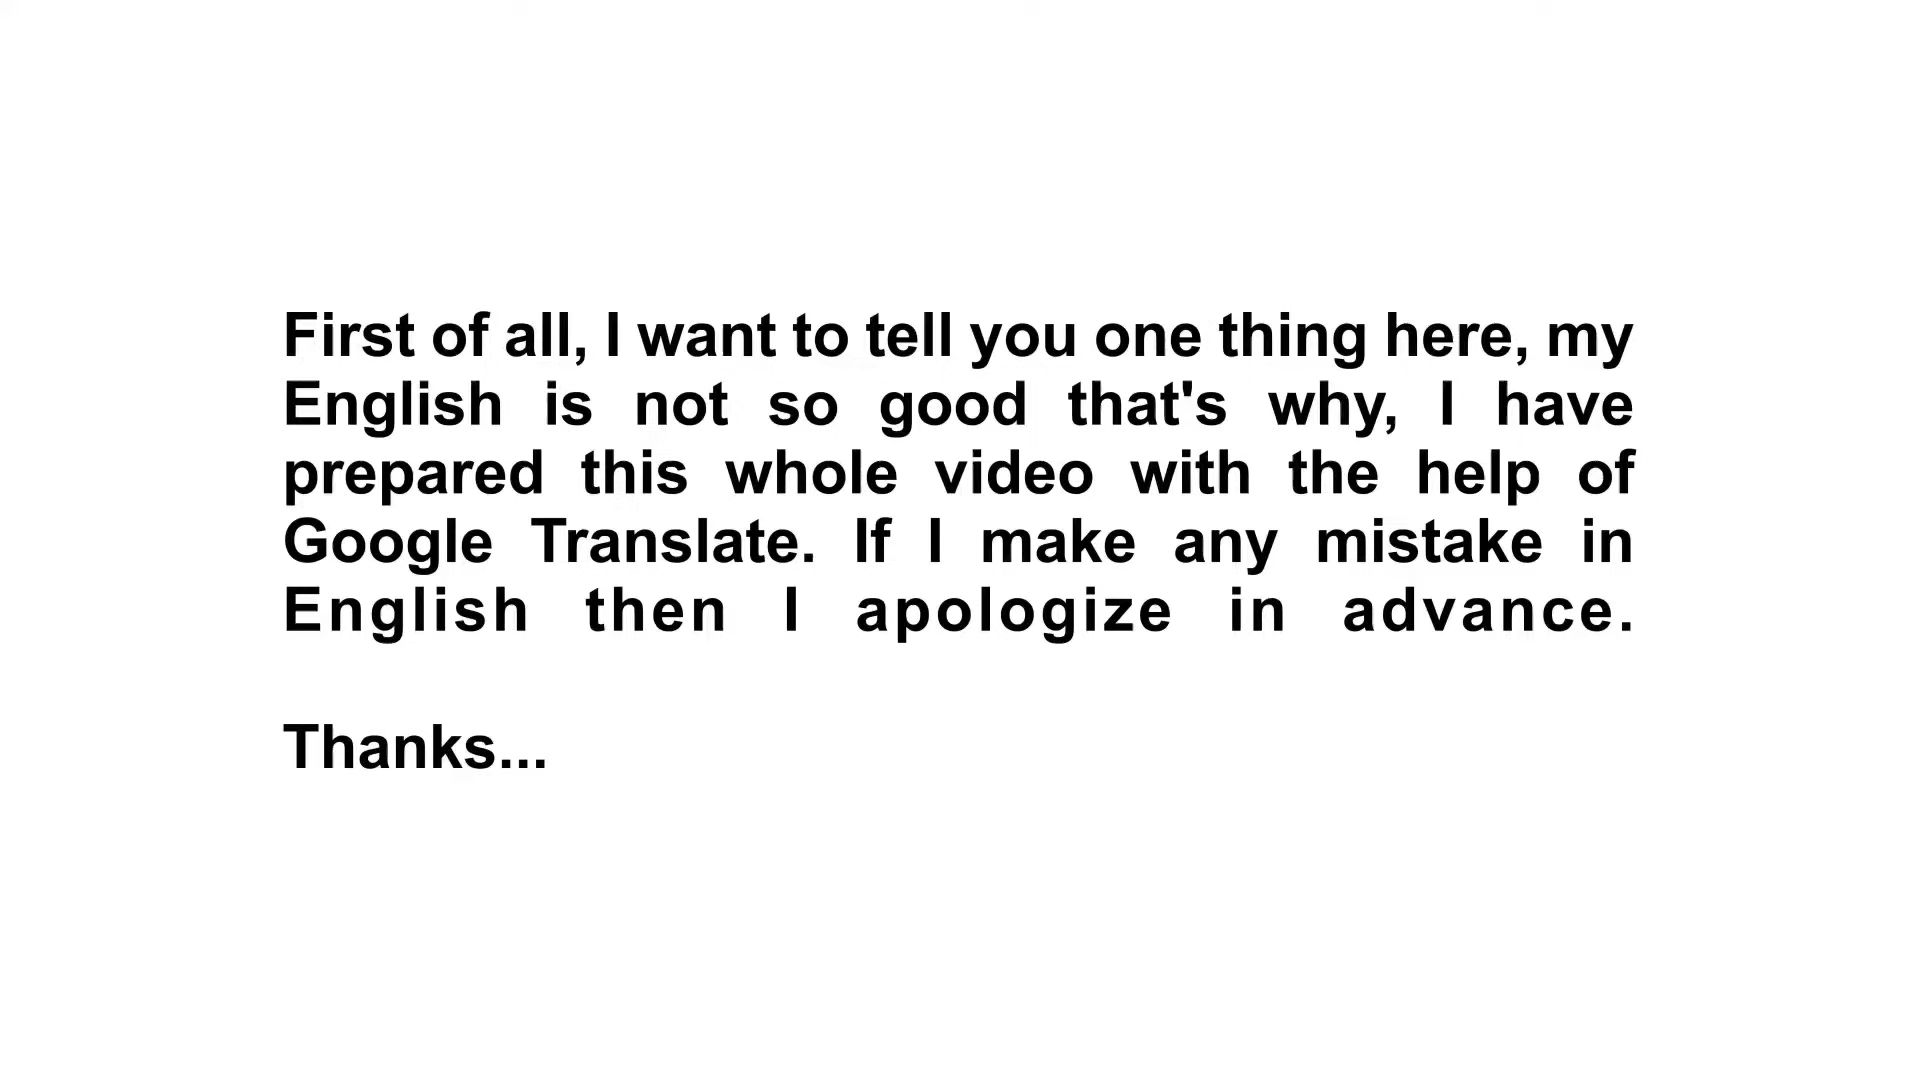 First of all, I want to tell you one thing here, my
English is not so good that's why, I have
prepared this whole video with the help of
Google Translate. If I make any mistake in
English then I apologize in advance.
Thanks...